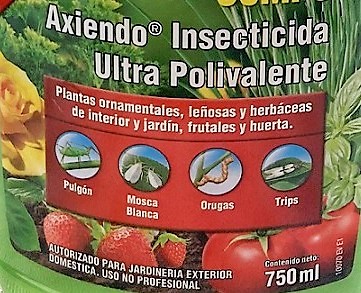 Axiendo® Insecticida
Ultra Polivalente
Plantas ornamentales, leñosas y herbáceas
de interior y jardín, frutales y huerta.
Pulgón
Mosca
Blanca
Orugas
Trips
AUTORIZADO PARA JARDINERIA EXTERIOR
DOMÉSTICA. USO NO PROFESIONAL
Contenido neto:
750 ml